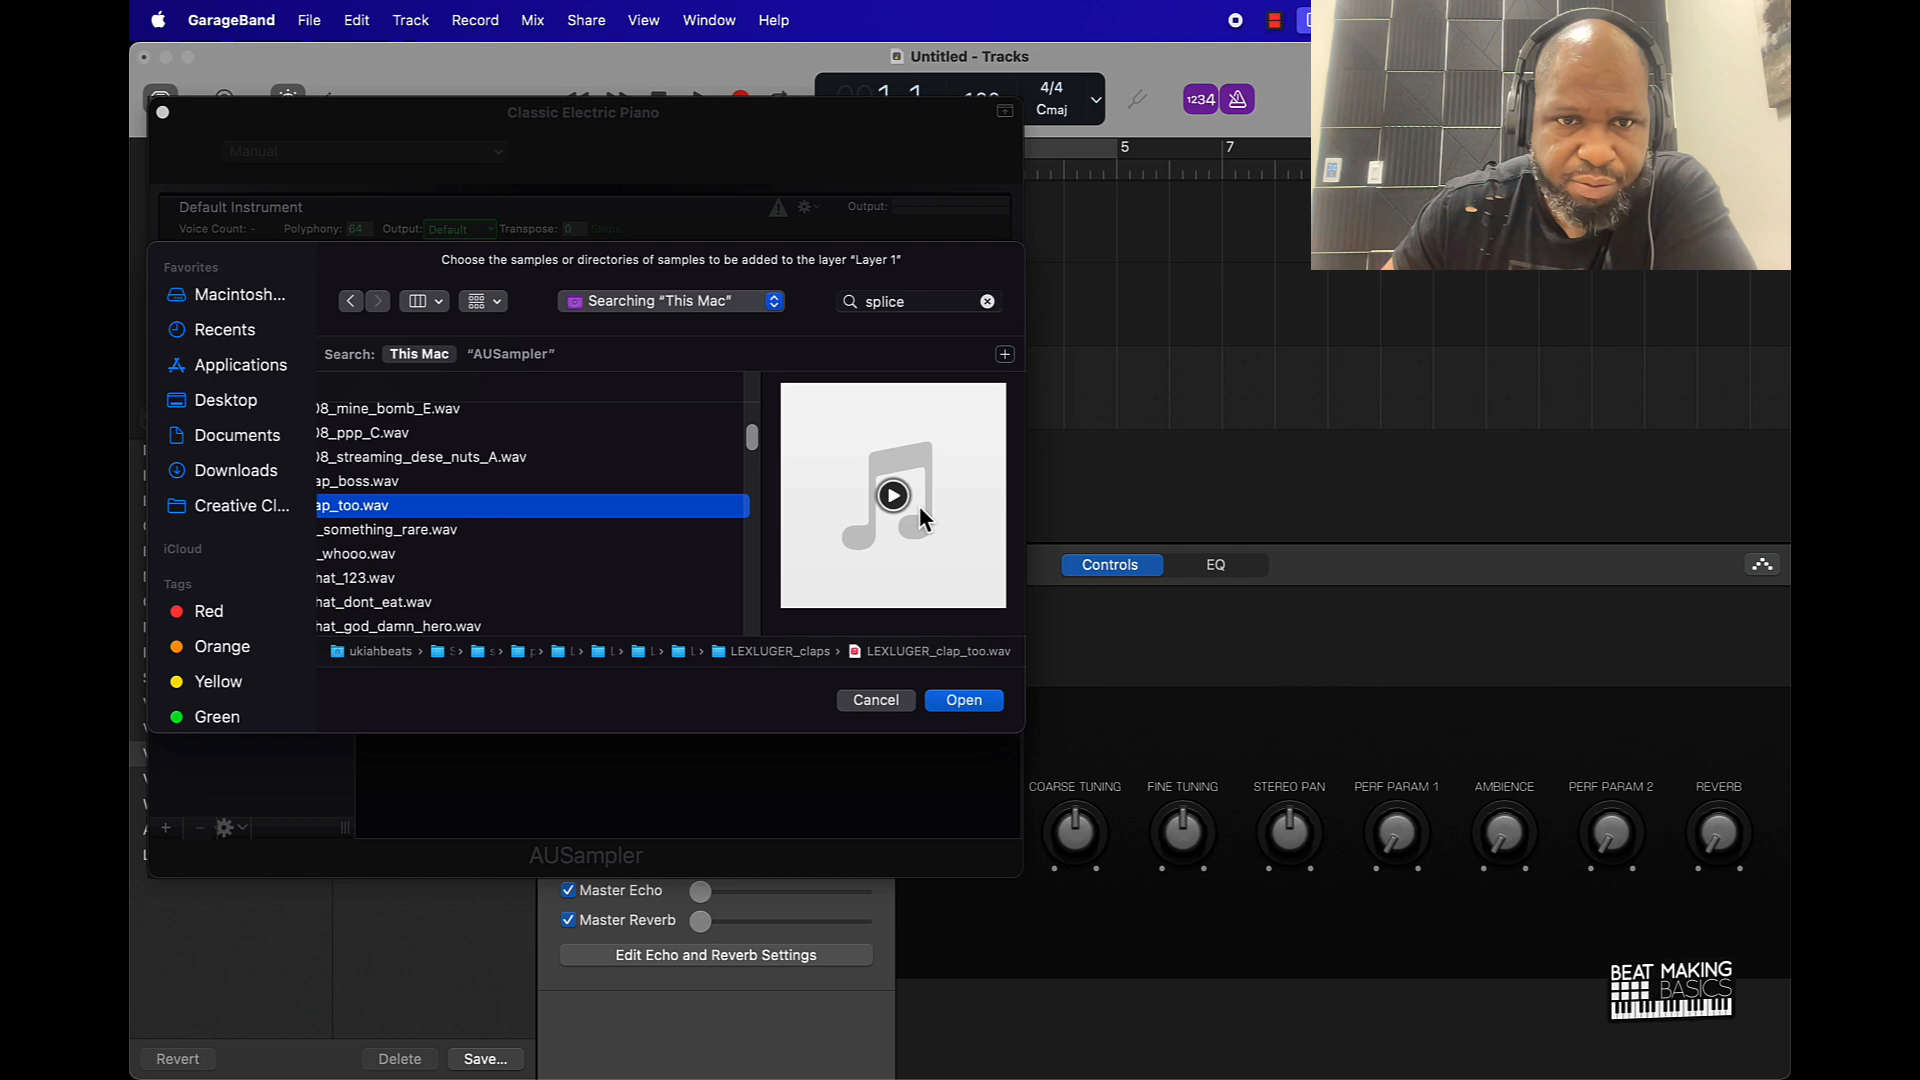 GarageBand File Edit Track Record Mix Share View Window Help
Untitled - Tracks
4/4
Cmaj
1234
Classic Electric Piano
Manual
5 7
Default Instrument
Output:
Voice Count: - Polyphony: 64 Output: Default Transpose: 0 Steps
Favorites
Macintosh...
Recents
Applications
Desktop
Documents
Downloads
Creative Cl...
iCloud
Tags
Red
Orange
Yellow
Green
Choose the samples or directories of samples to be added to the layer "Layer 1"
Searching "This Mac"
splice
Search: This Mac "AUSampler"
08_mine_bomb_E.wav
08_ppp_C.wav
08_streaming_dese_nuts_A.wav
ap_boss.wav
ap_too.wav
_something_rare.wav
_whooo.wav
hat_123.wav
hat_dont_eat.wav
hat_god_damn_hero.wav
ukiahbeats › S› s› p› L› L› L› L› LEXLUGER_claps › LEXLUGER_clap_too.wav
Cancel Open
Controls EQ
COARSE TUNING FINE TUNING STEREO PAN PERF PARAM 1 AMBIENCE PERF PARAM 2 REVERB
AUSampler
Master Echo
Master Reverb
Edit Echo and Reverb Settings
Revert Delete Save...
BEAT MAKING
BASICS